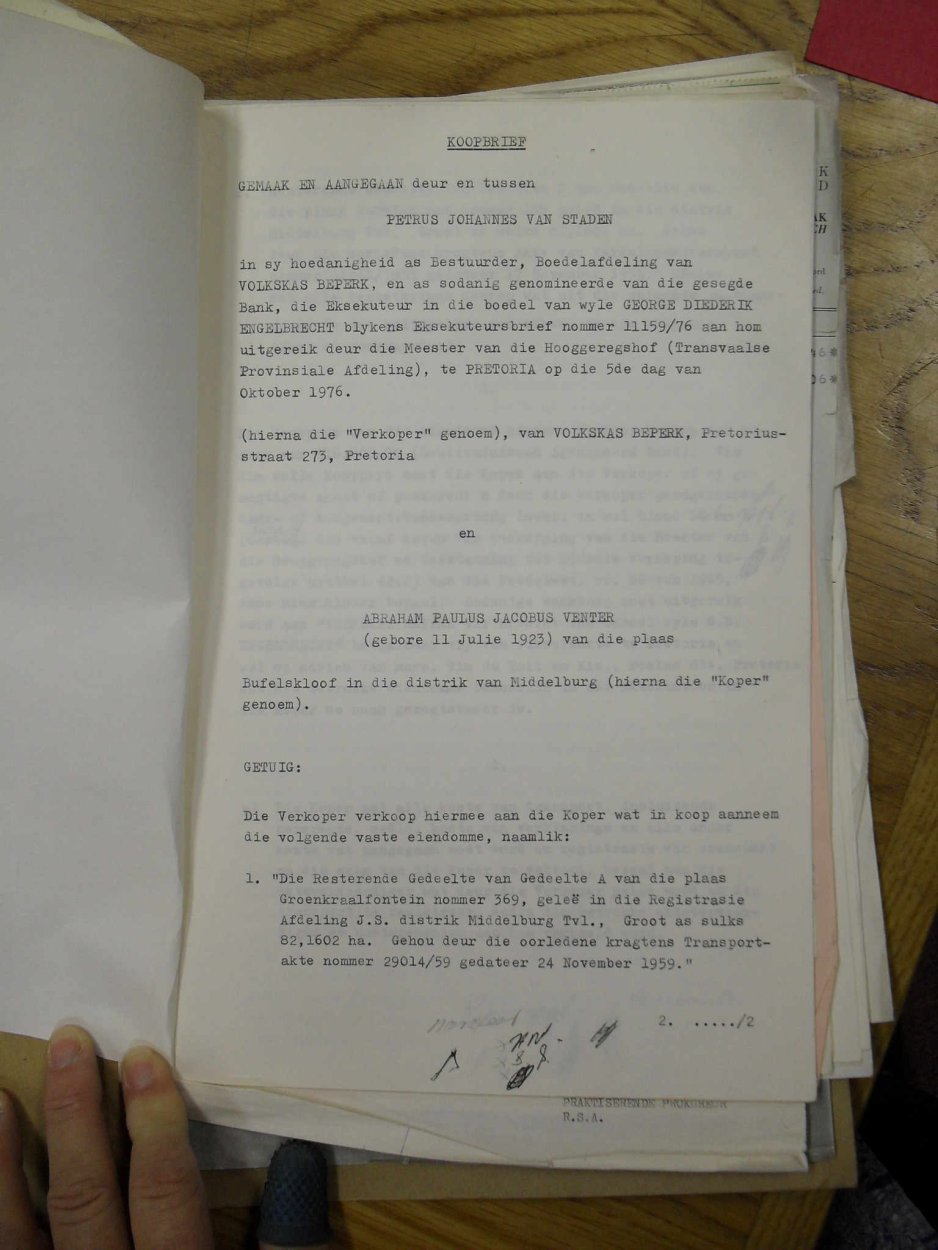 KOOPBRIEF
GEMAAK EN AANGEGAAN deur en tussen
PETRUS JOHANNES VAN STADEN
in sy hoedanigheid as Bestuurder, Boedelafdeling van
VOLKSKAS BEPERK, en as sodanig genomineerde van die gesegde
Bank, die Eksekuteur in die boedel van wyle GEORGE DIEDERIK
ENGELBRECHT blykens Eksekuteursbrief nommer 11159/76 aan hom
uitgereik deur die Meester van die Hooggeregshof (Transvaalse
Provinsiale Afdeling), te PRETORIA op die 5de dag van
Oktober 1976.
(hierna die "Verkoper" genoem), van VOLKSKAS BEPERK, Pretorius-
straat 273, Pretoria
en
ABRAHAM PAULUS JACOBUS VENTER
(gebore 11 Julie 1923) van die plaas
Bufelskloof in die distrik van Middelburg (hierna die "Koper"
genoem).
GETUIG:
Die Verkoper verkoop hiermee aan die Koper wat in koop aanneem
die volgende vaste eiendomme, naamlik:
1. "Die Resterende Gedeelte van Gedeelte A van die plaas
Groenkraalfontein nommer 369, geleë in die Registrasie
Afdeling J.S. distrik Middelburg Tvl., Groot as sulks
82,1602 ha. Gehou deur die oorledene kragtens Transport-
akte nommer 29014/59 gedateer 24 November 1959."
2. ...../2
PRAKTISERENDE PROKUREUR
R.S.A.